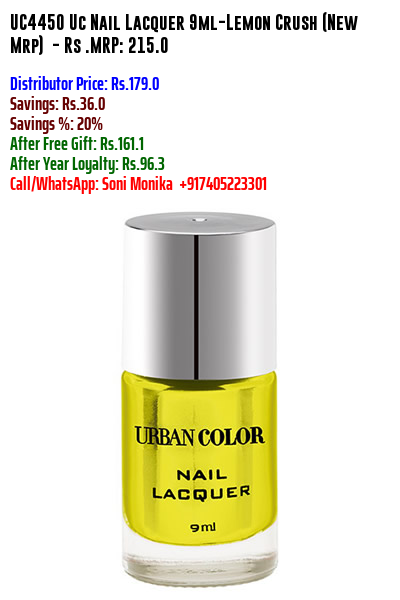 UC4450 Uc Nail Lacquer 9ml-Lemon Crush (New
Mrp) - Rs .MRP: 215.0
Distributor Price: Rs.179.0
Savings: Rs.36.0
Savings %: 20%
After Free Gift: Rs.161.1
After Year Loyalty: Rs.96.3
Call/WhatsApp: Soni Monika +917405223301
URBAN COLOR
NAIL
LACQUER
9ml